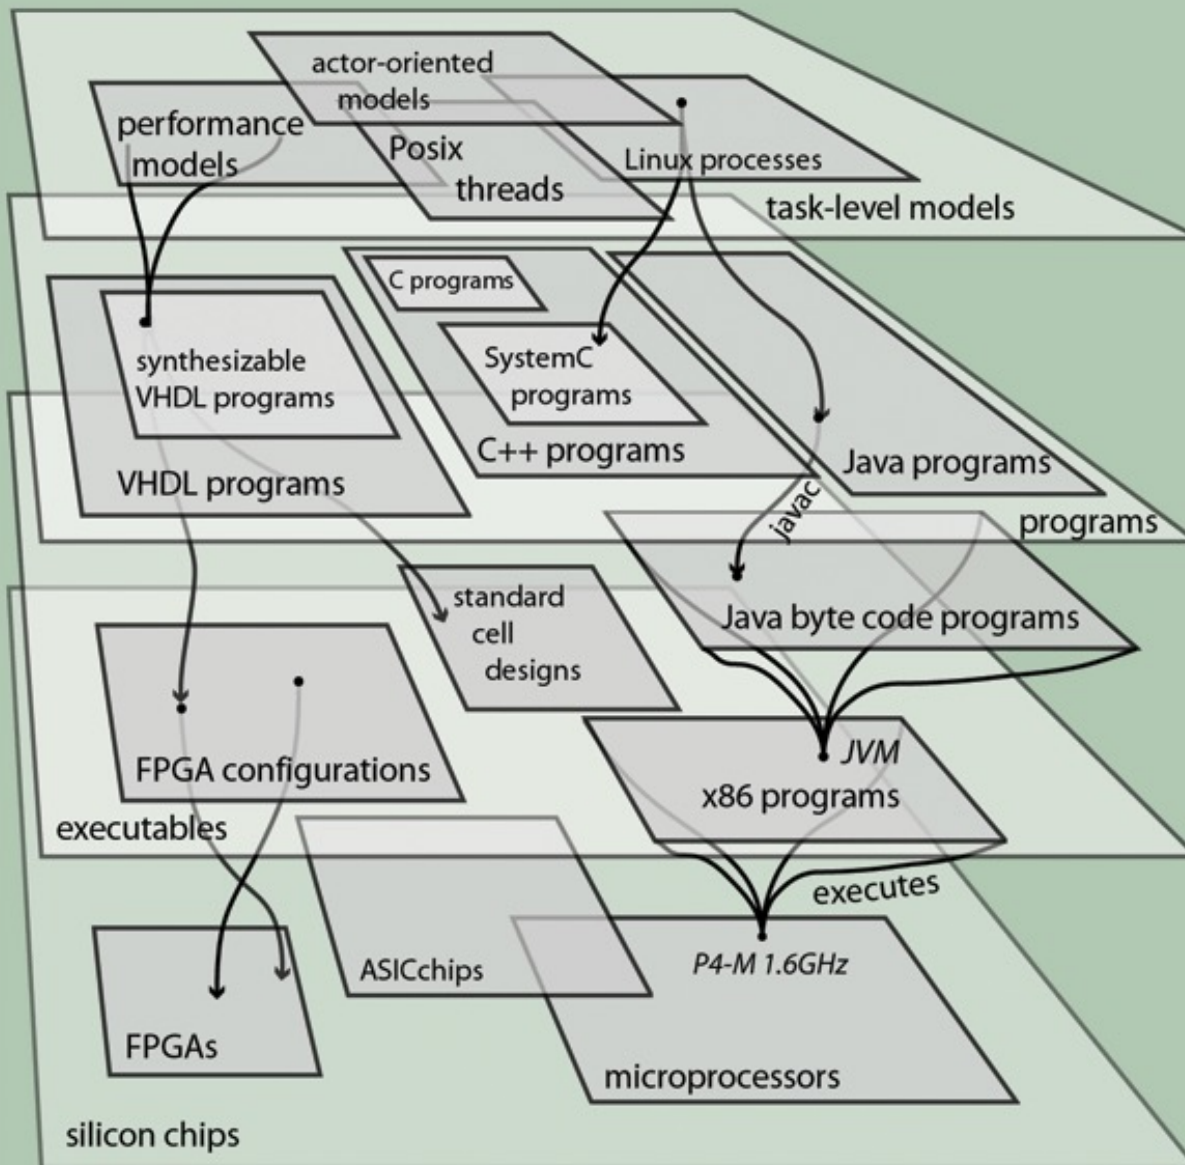 actor-oriented
models
performance
models
Posix
threads
Linux processes
task-level models
C programs
synthesizable
VHDL programs
SystemC
programs
C++ programs
VHDL programs
Java programs
programs
javac
standard
cell
designs
Java byte code programs
FPGA configurations
JVM
x86 programs
executables
executes
ASICchips
P4-M 1.6GHz
FPGAs
microprocessors
silicon chips